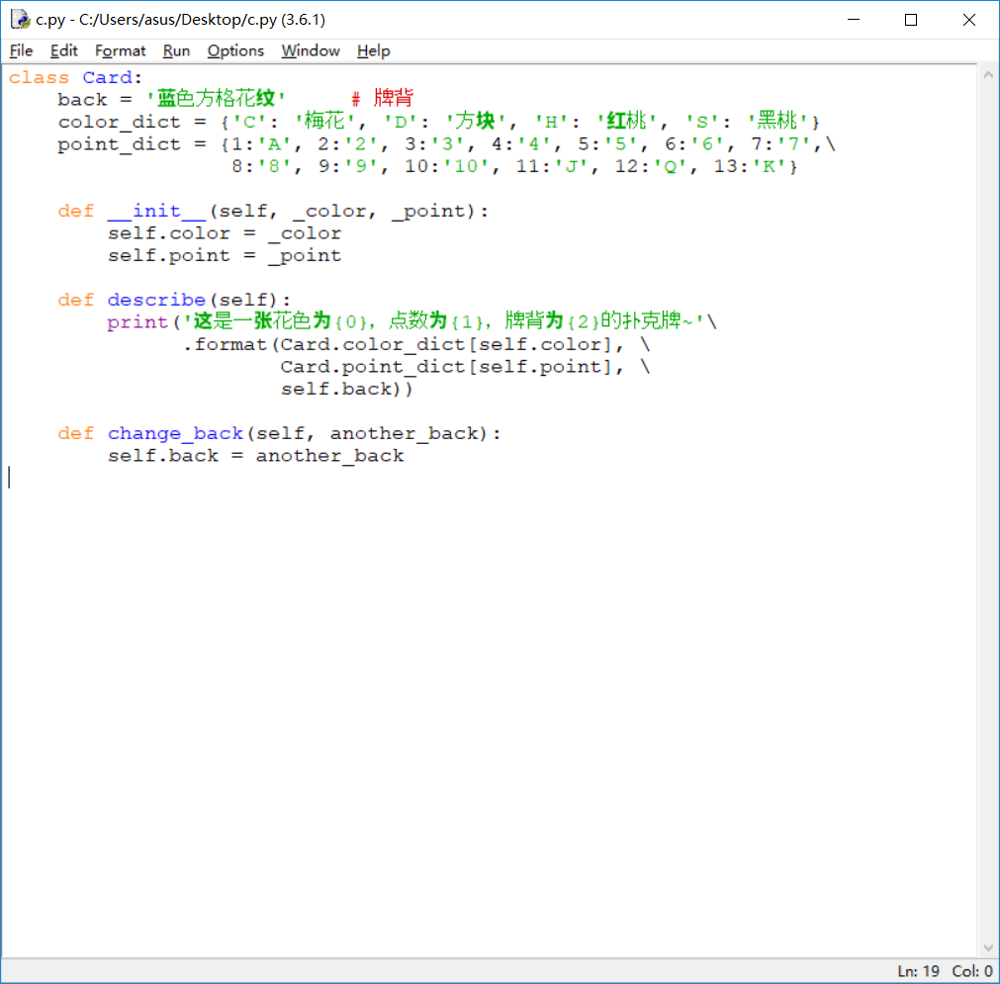 c.py - C:/Users/asus/Desktop/c.py (3.6.1)
File Edit Format Run Options Window Help
class Card:
    back = '蓝色方格花纹'     # 牌背
    color_dict = {'C': '梅花', 'D': '方块', 'H': '红桃', 'S': '黑桃'}
    point_dict = {1:'A', 2:'2', 3:'3', 4:'4', 5:'5', 6:'6', 7:'7',\
                  8:'8', 9:'9', 10:'10', 11:'J', 12:'Q', 13:'K'}
    def __init__(self, _color, _point):
        self.color = _color
        self.point = _point
    def describe(self):
        print('这是一张花色为{0}，点数为{1}，牌背为{2}的扑克牌~'\
              .format(Card.color_dict[self.color], \
                      Card.point_dict[self.point], \
                      self.back))
    def change_back(self, another_back):
        self.back = another_back
Ln: 19 Col: 0